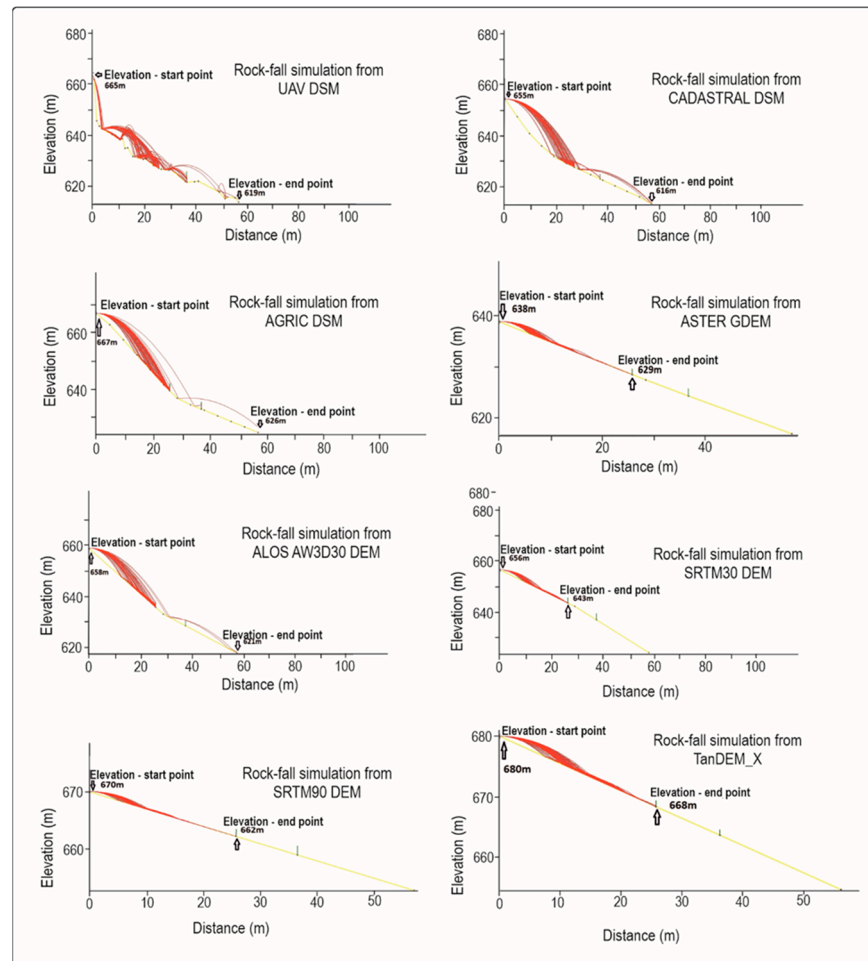 680
660
640
620
Elevation (m)
Elevation - start point
665m
Rock-fall simulation from
UAV DSM
Elevation - end point
619m
0 20 40 60 80 100
Distance (m)
680
660
640
620
Elevation (m)
Elevation - start point
655m
Rock-fall simulation from
CADASTRAL DSM
Elevation - end point
616m
0 20 40 60 80 100
Distance (m)
660
640
Elevation (m)
Elevation - start point
667m
Rock-fall simulation from
AGRIC DSM
Elevation - end point
626m
0 20 40 60 80 100
Distance (m)
640
620
Elevation (m)
Elevation - start point
638m
Rock-fall simulation from
ASTER GDEM
Elevation - end point
629m
0 20 40
Distance (m)
660
640
620
Elevation (m)
Elevation - start point
658m
Rock-fall simulation from
ALOS AW3D30 DEM
Elevation - end point
621m
0 20 40 60 80 100
Distance (m)
680
680
660
640
Elevation (m)
Elevation - start point
656m
Rock-fall simulation from
SRTM30 DEM
Elevation - end point
643m
0 20 40 60 80 100
Distance (m)
670
660
Elevation (m)
Elevation - start point
670m
Rock-fall simulation from
SRTM90 DEM
Elevation - end point
662m
0 10 20 30 40 50
Distance (m)
680
670
660
Elevation (m)
Elevation - start point
680m
Rock-fall simulation from
TanDEM_X
Elevation - end point
668m
0 10 20 30 40 50
Distance (m)